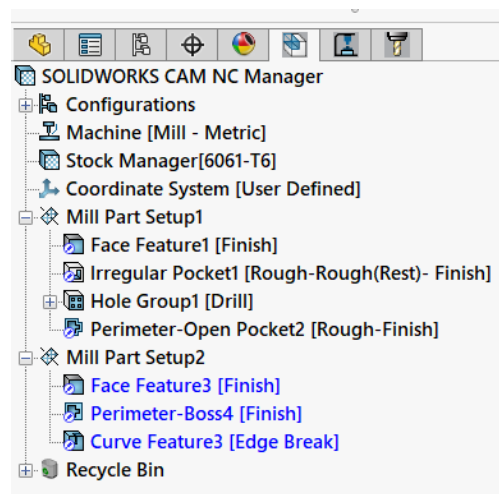 SOLIDWORKS CAM NC Manager
Configurations
Machine [Mill - Metric]
Stock Manager[6061-T6]
Coordinate System [User Defined]
Mill Part Setup1
Face Feature1 [Finish]
Irregular Pocket1 [Rough-Rough(Rest)- Finish]
Hole Group1 [Drill]
Perimeter-Open Pocket2 [Rough-Finish]
Mill Part Setup2
Face Feature3 [Finish]
Perimeter-Boss4 [Finish]
Curve Feature3 [Edge Break]
Recycle Bin